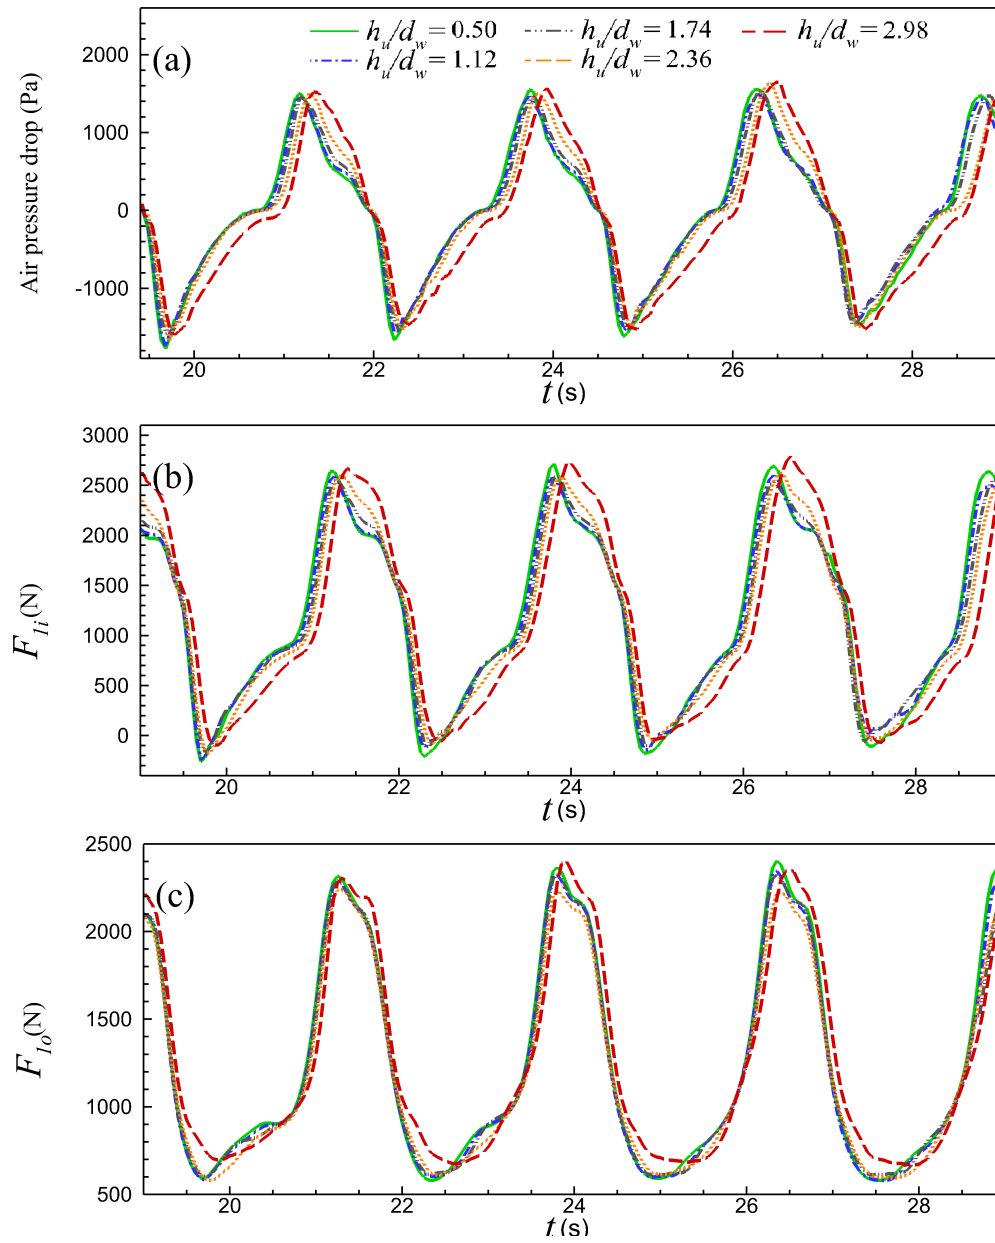 (a)
h_u/d_w = 0.50
h_u/d_w = 1.74
h_u/d_w = 2.98
h_u/d_w = 1.12
h_u/d_w = 2.36
Air pressure drop (Pa)
2000
1000
0
-1000
20 22 24 26 28
t (s)
(b)
F_1i (N)
3000
2500
2000
1500
1000
500
0
20 22 24 26 28
t (s)
(c)
F_1o (N)
2500
2000
1500
1000
500
20 22 24 26 28
t (s)